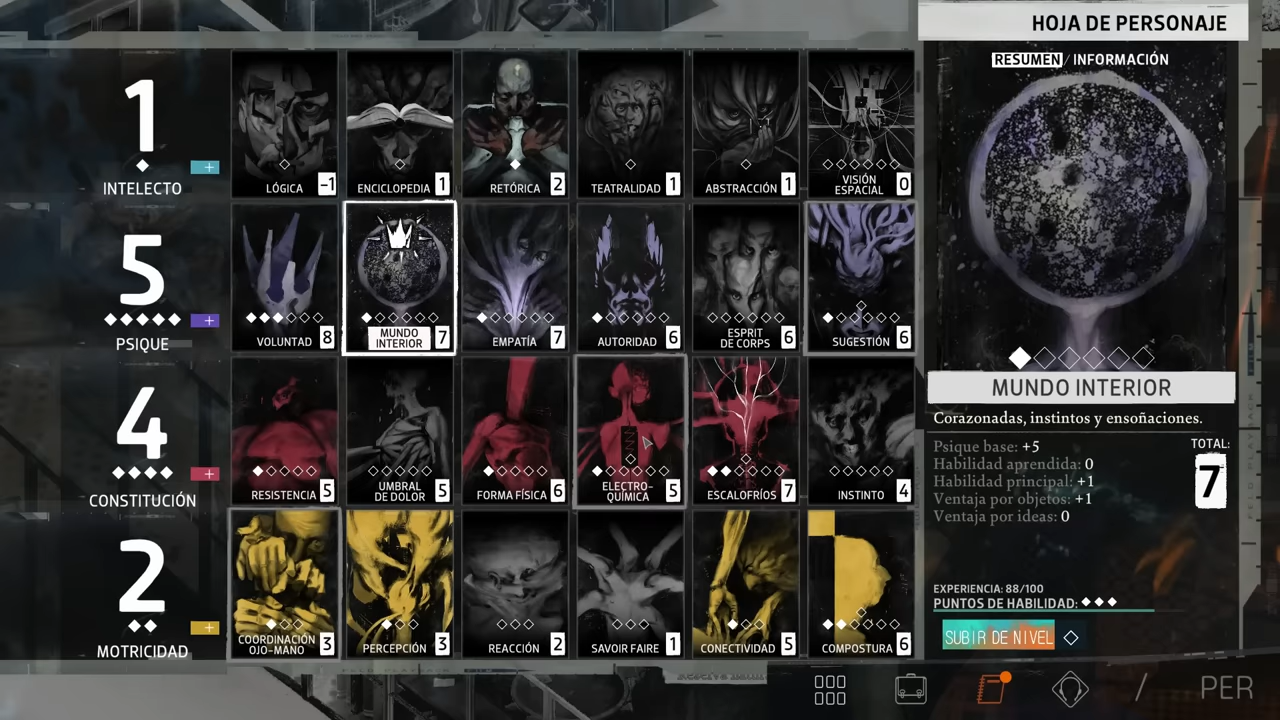 HOJA DE PERSONAJE
RESUMEN / INFORMACIÓN
1
INTELECTO
+
LÓGICA -1
ENCICLOPEDIA 1
RETÓRICA 2
TEATRALIDAD 1
ABSTRACCIÓN 1
VISIÓN
ESPACIAL 0
5
PSIQUE
+
VOLUNTAD 8
MUNDO
INTERIOR 7
EMPATÍA 7
AUTORIDAD 6
ESPRIT
DE CORPS 6
SUGESTIÓN 6
4
CONSTITUCIÓN
+
RESISTENCIA 5
UMBRAL
DE DOLOR 5
FORMA FÍSICA 6
ELECTRO-
QUÍMICA 5
ESCALOFRÍOS 7
INSTINTO 4
2
MOTRICIDAD
+
COORDINACIÓN
OJO-MANO 3
PERCEPCIÓN 3
REACCIÓN 2
SAVOIR FAIRE 1
CONECTIVIDAD 5
COMPOSTURA 6
MUNDO INTERIOR
Corazonadas, instintos y ensoñaciones.
Psique base: +5
Habilidad aprendida: 0
Habilidad principal: +1
Ventaja por objetos: +1
Ventaja por ideas: 0
TOTAL:
7
EXPERIENCIA: 88/100
PUNTOS DE HABILIDAD:
SUBIR DE NIVEL
/ PER